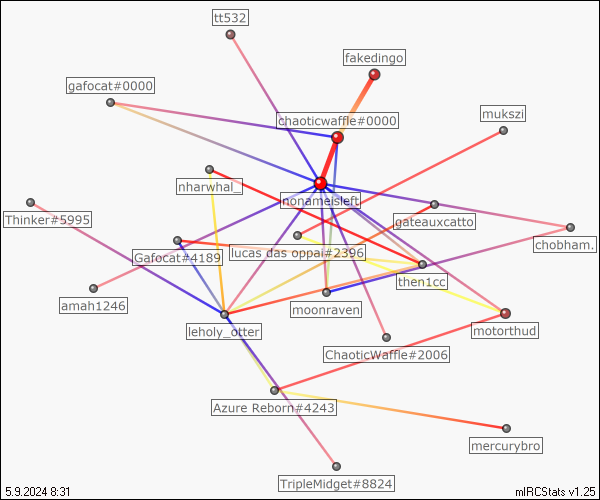 tt532
fakedingo
gafocat#0000
chaoticwaffle#0000
mukszi
nharwhal_
nonameisleft
Thinker#5995
gateauxcatto
chobham.
Gafocat#4189
lucas das oppai#2396
then1cc
amah1246
moonraven
leholy_otter
motorthud
ChaoticWaffle#2006
Azure Reborn#4243
mercurybro
TripleMidget#8824
5.9.2024 8:31
mIRCStats v1.25